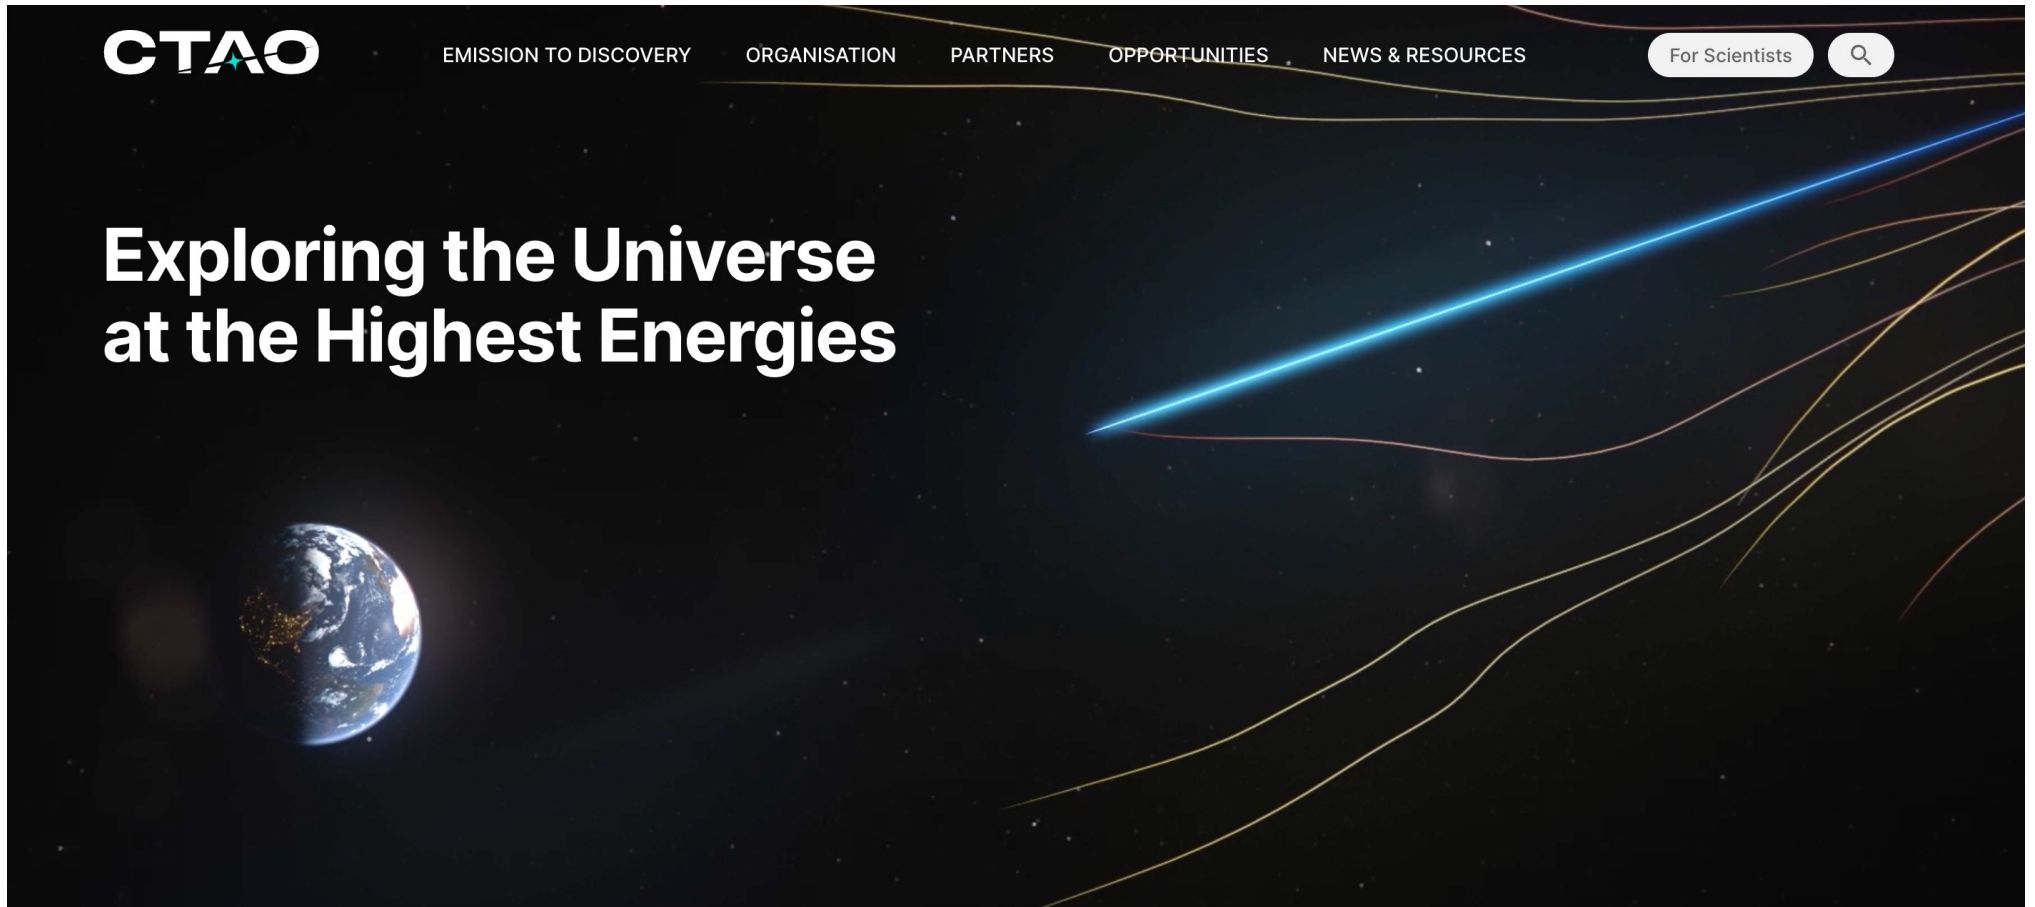 CTAO
EMISSION TO DISCOVERY
ORGANISATION
PARTNERS
OPPORTUNITIES
NEWS & RESOURCES
For Scientists
Exploring the Universe
at the Highest Energies